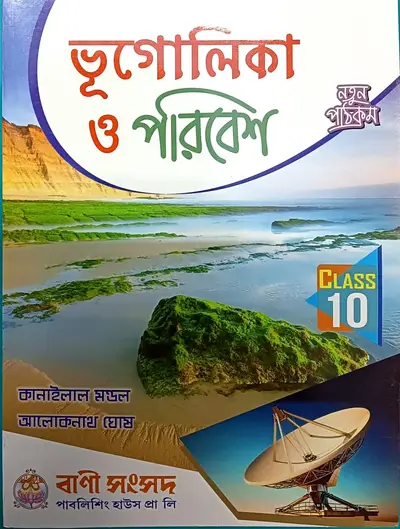 ভূগোলিকা
ও পরিবেশ
নতুন
পাঠক্রম
CLASS
10
কানাইলাল মন্ডল
আলোকনাথ ঘোষ
বাণী সংসদ
পাবলিশিং হাউস প্রা লি